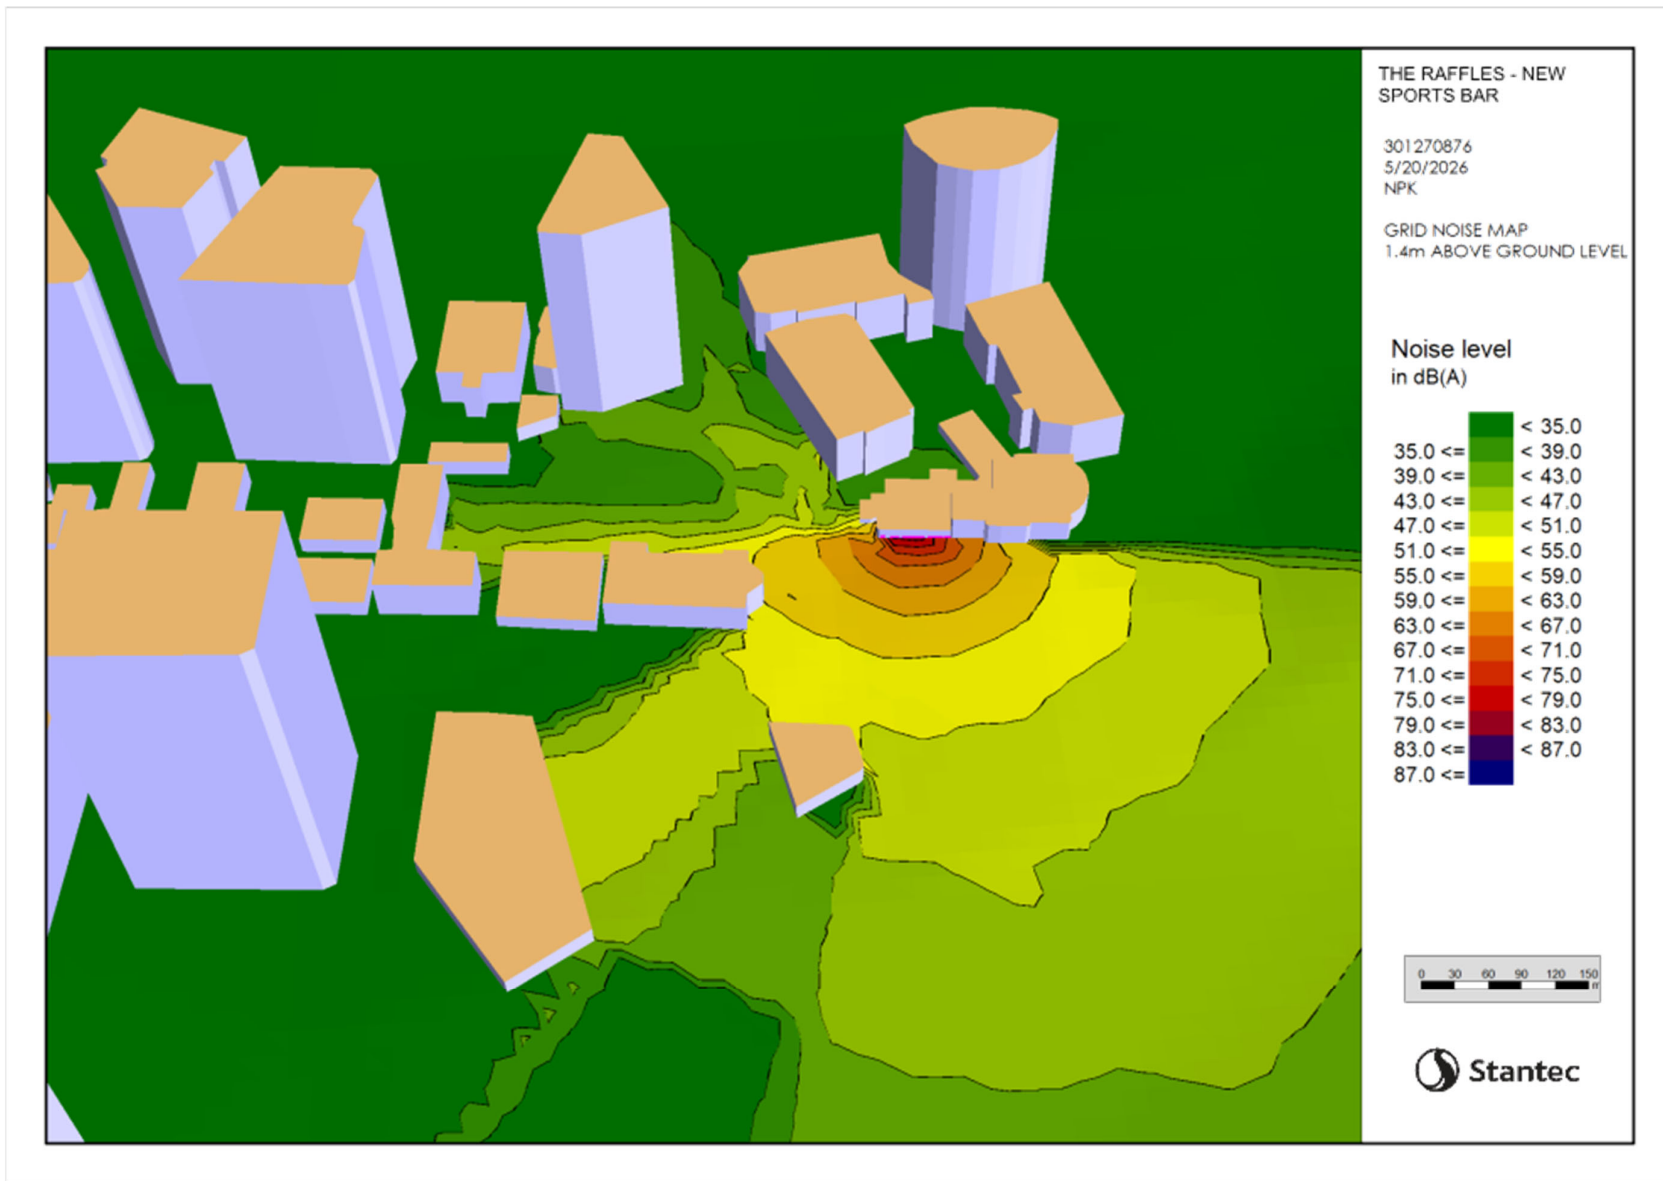 THE RAFFLES - NEW
SPORTS BAR
301270876
5/20/2026
NPK
GRID NOISE MAP
1.4m ABOVE GROUND LEVEL
Noise level
in dB(A)
< 35.0
35.0 <= < 39.0
39.0 <= < 43.0
43.0 <= < 47.0
47.0 <= < 51.0
51.0 <= < 55.0
55.0 <= < 59.0
59.0 <= < 63.0
63.0 <= < 67.0
67.0 <= < 71.0
71.0 <= < 75.0
75.0 <= < 79.0
79.0 <= < 83.0
83.0 <= < 87.0
87.0 <=
0 30 60 90 120 150
Stantec